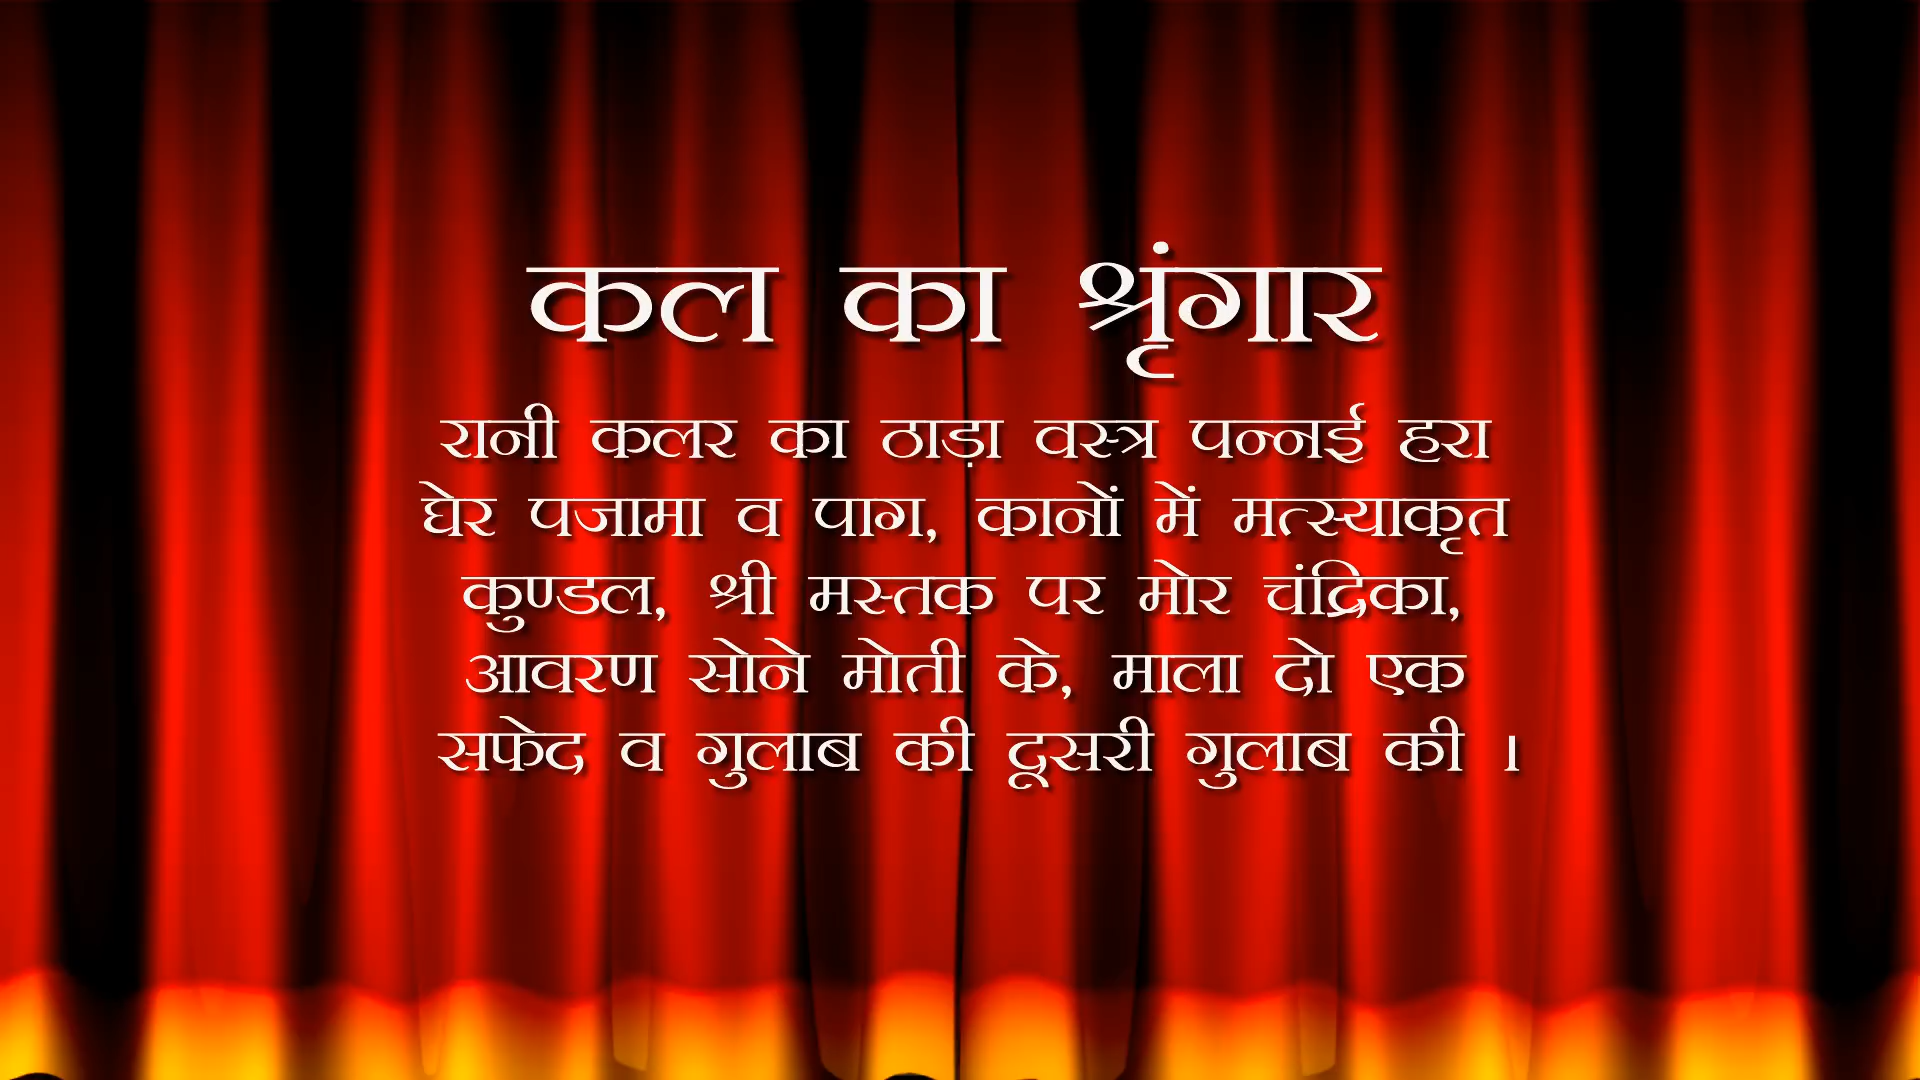 कल का श्रृंगार
रानी कलर का ठाड़ा वस्त्र पन्नई हरा
घेर पजामा व पाग, कानों में मत्स्याकृत
कुण्डल, श्री मस्तक पर मोर चंद्रिका,
आवरण सोने मोती के, माला दो एक
सफेद व गुलाब की दूसरी गुलाब की ।